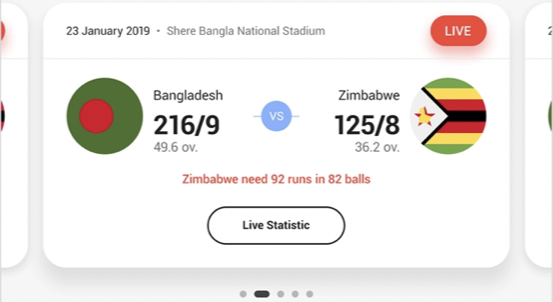 23 January 2019 • Shere Bangla National Stadium
LIVE
Bangladesh
216/9
49.6 ov.
VS
Zimbabwe
125/8
36.2 ov.
Zimbabwe need 92 runs in 82 balls
Live Statistic
2